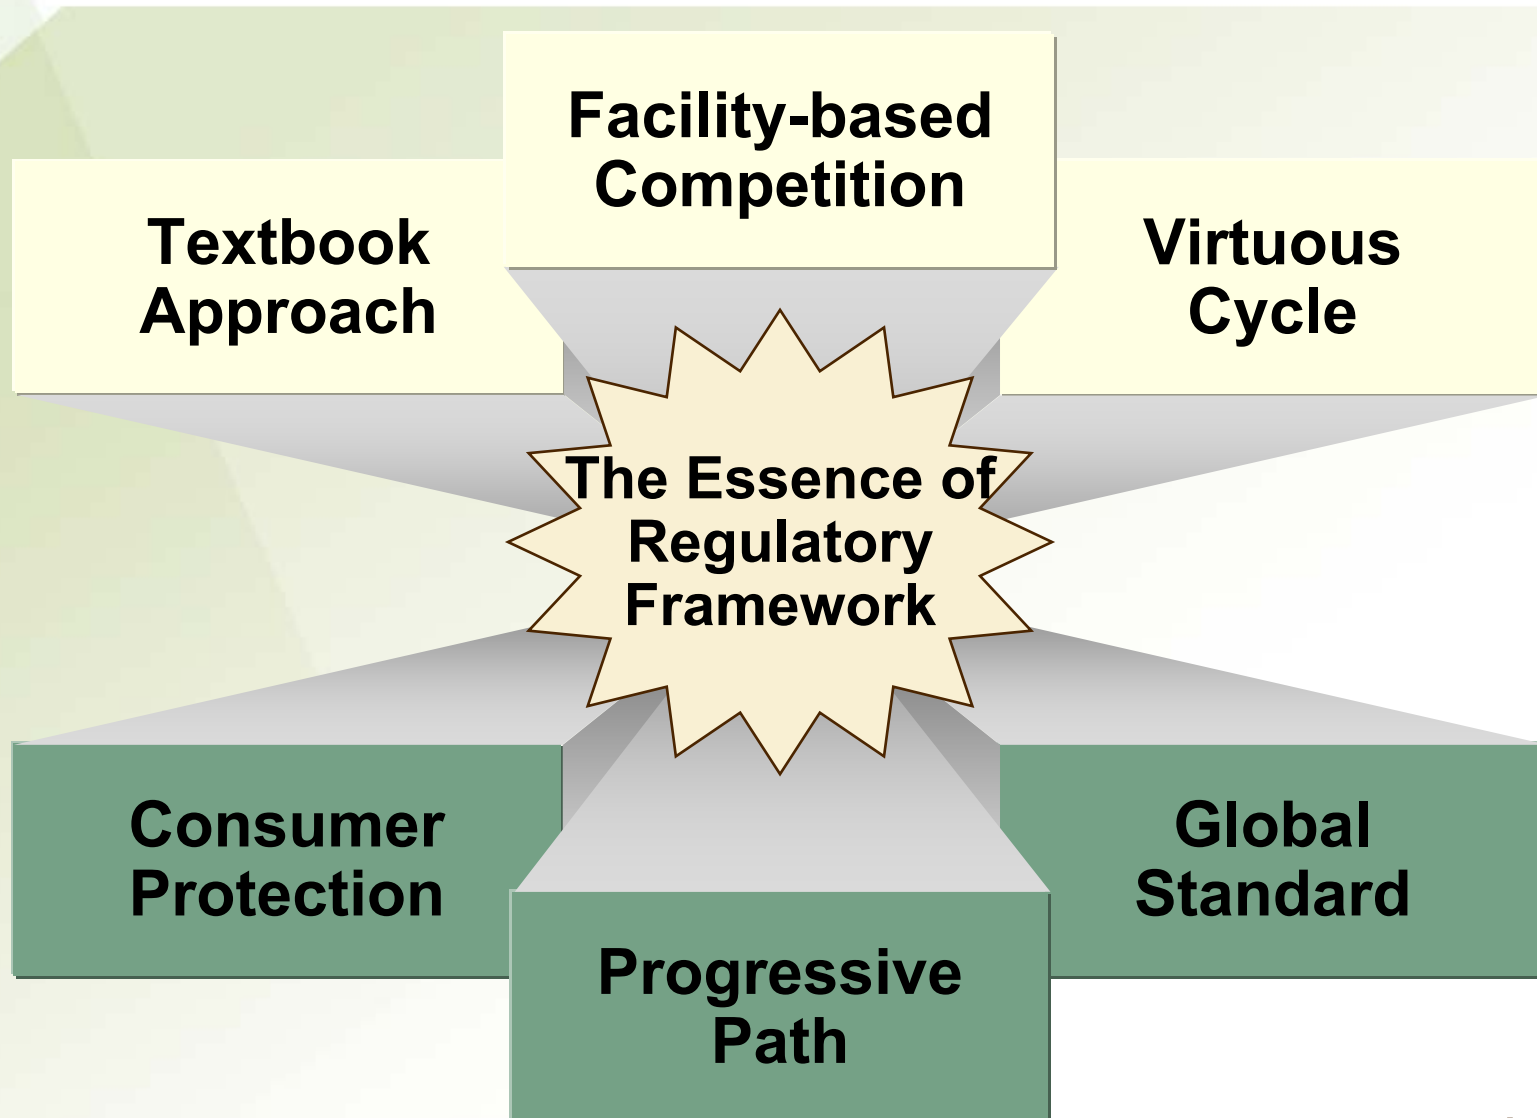 Facility-based
Competition
Textbook
Approach
Virtuous
Cycle
The Essence of
Regulatory
Framework
Consumer
Protection
Global
Standard
Progressive
Path